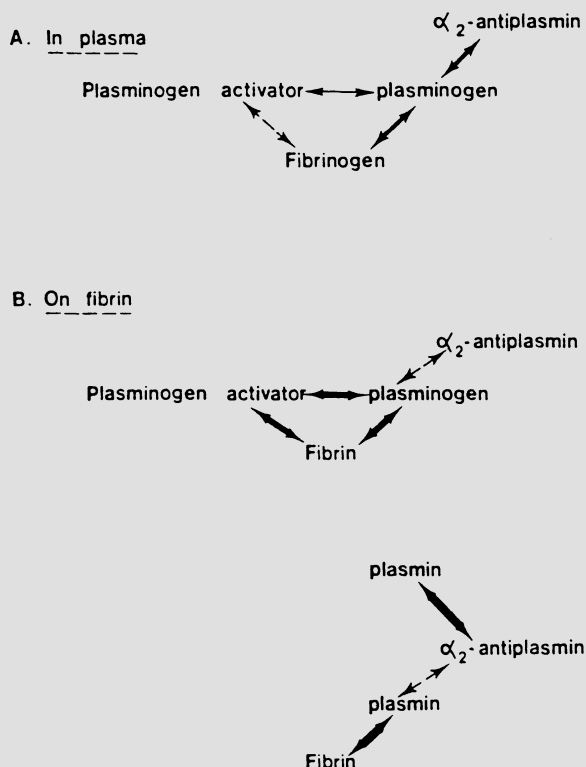 α₂-antiplasmin
A. In plasma
Plasminogen activator plasminogen
Fibrinogen
B. On fibrin
α₂-antiplasmin
Plasminogen activator plasminogen
Fibrin
plasmin
α₂-antiplasmin
plasmin
Fibrin